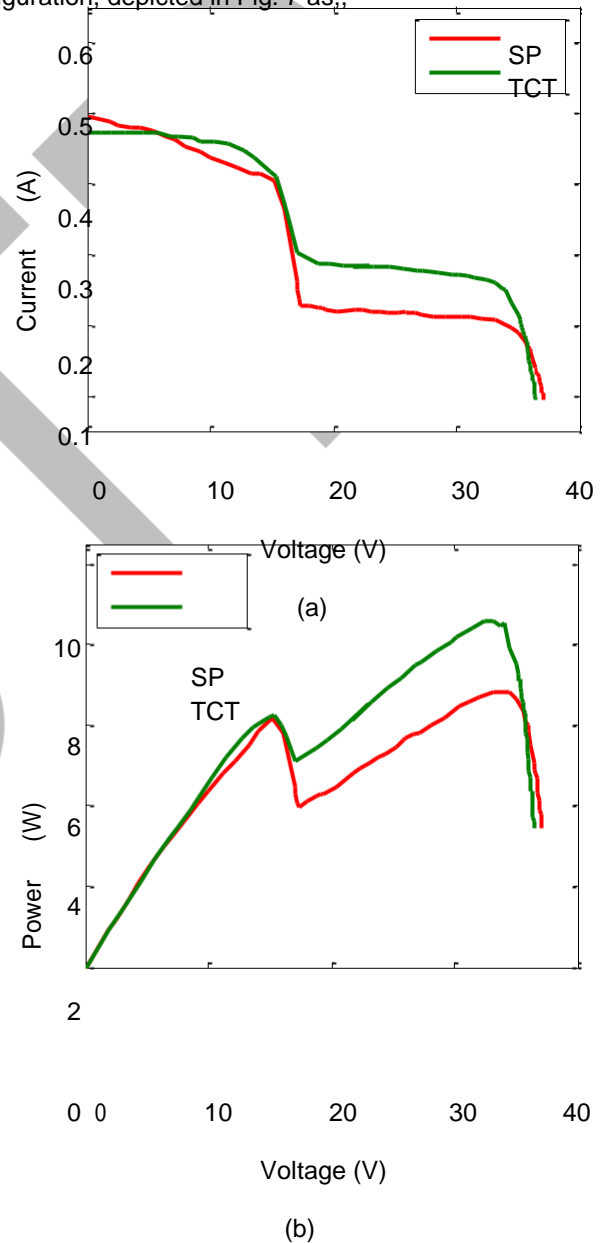 guration, depicted in Fig. 7 as,,
0.6
SP
TCT
0.5
(A)
0.4
Current
0.3
0.2
0.1
0 10 20 30 40
Voltage (V)
(a)
10
SP
TCT
8
(W)
6
Power
4
2
0 0 10 20 30 40
Voltage (V)
(b)